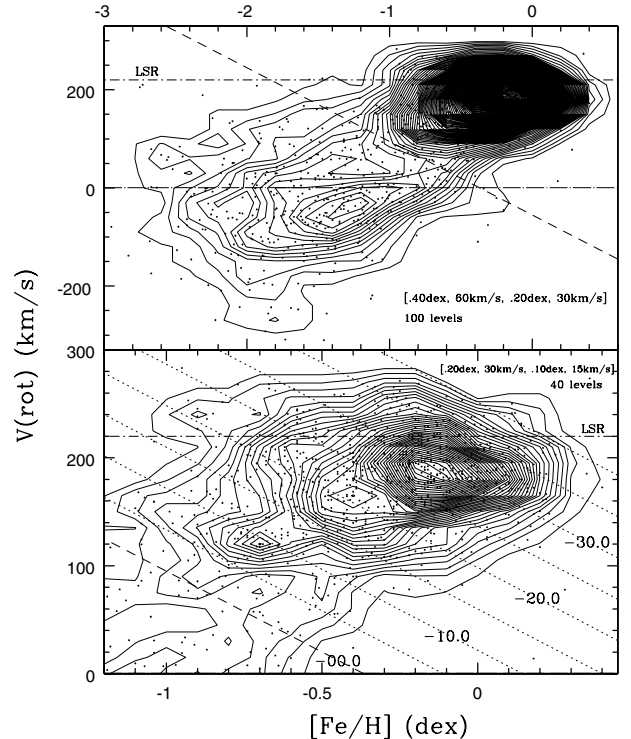 -3 -2 -1 0
LSR
200
0
-200
[.40dex, 60km/s, .20dex, 30km/s]
100 levels
V(rot) (km/s)
300
[.20dex, 30km/s, .10dex, 15km/s]
40 levels
LSR
200
100
0
-30.0
-20.0
-10.0
-00.0
-1 -0.5 0
[Fe/H] (dex)